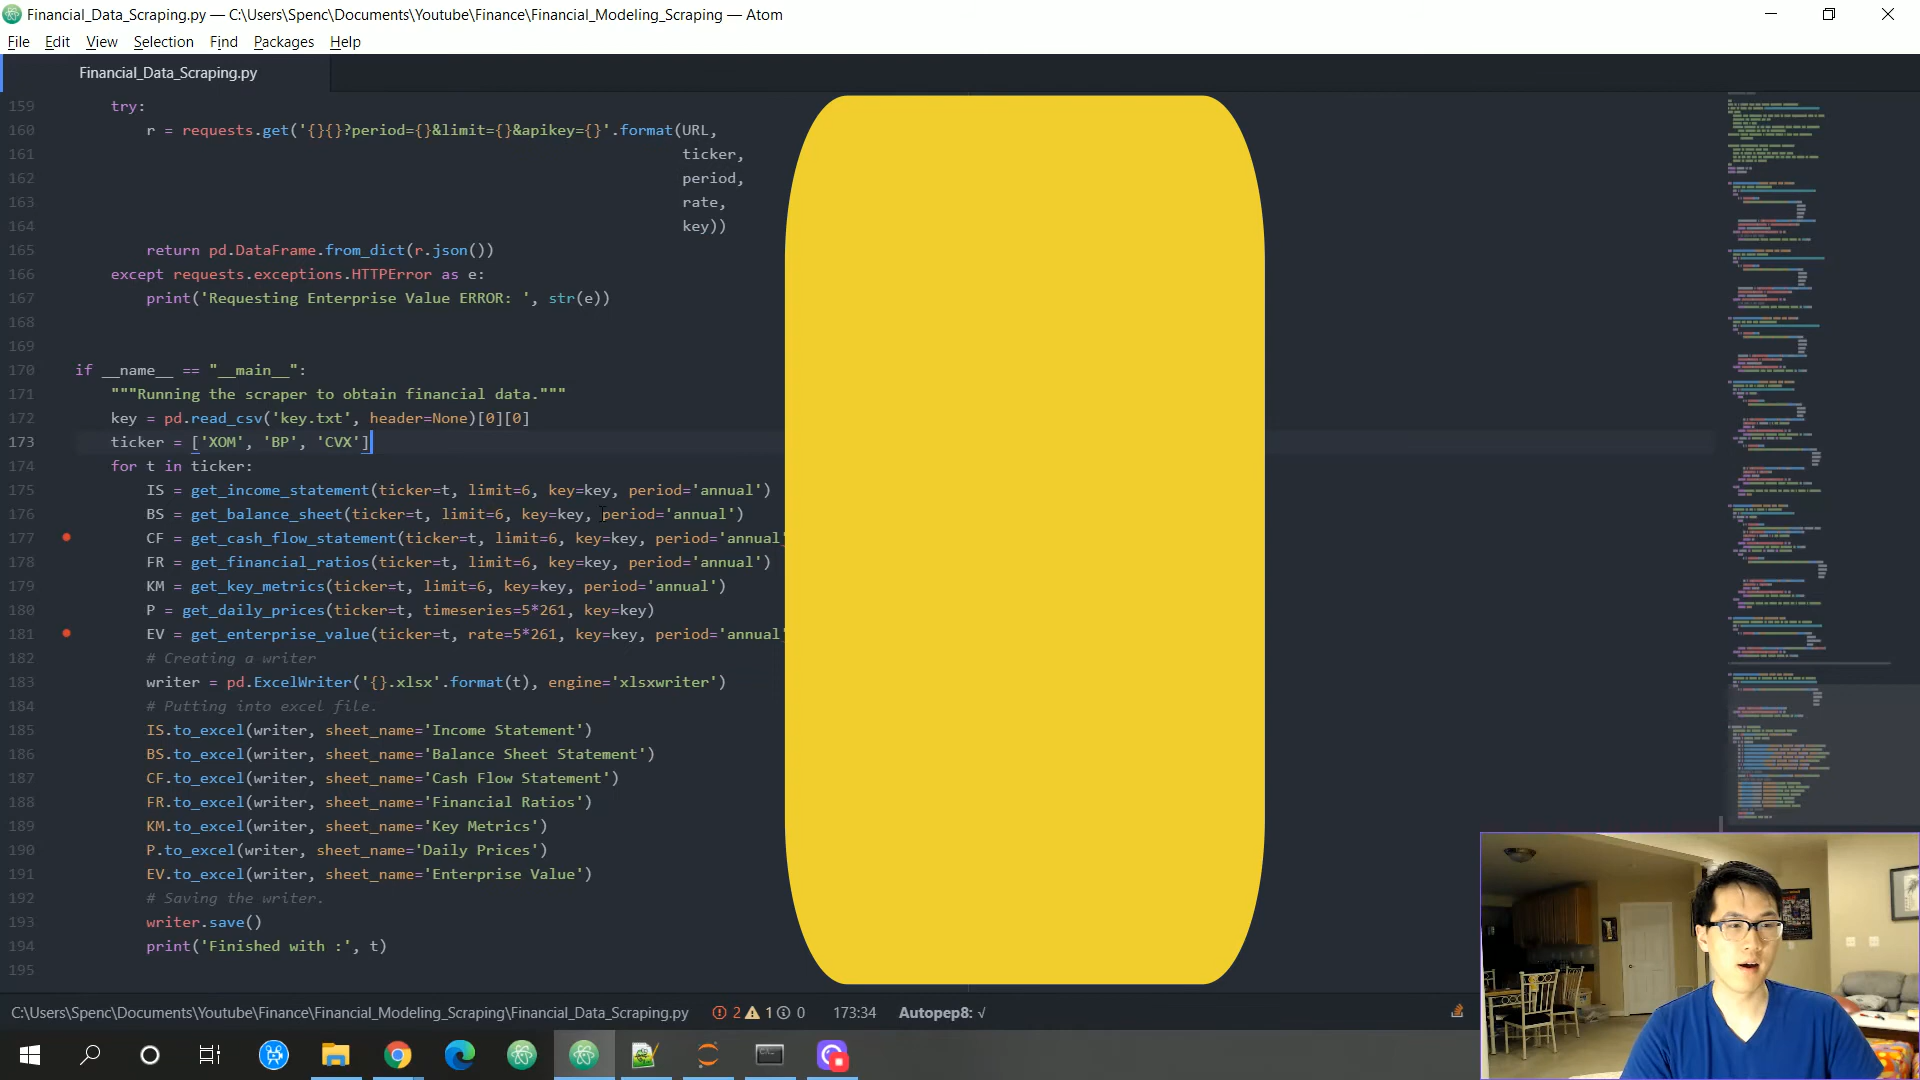 Financial_Data_Scraping.py — C:\Users\Spenc\Documents\Youtube\Finance\Financial_Modeling_Scraping — Atom
File Edit View Selection Find Packages Help
Financial_Data_Scraping.py
159 try:
160 r = requests.get('{}{}?period={}&limit={}&apikey={}'.format(URL,
161 ticker,
162 period,
163 rate,
164 key))
165 return pd.DataFrame.from_dict(r.json())
166 except requests.exceptions.HTTPError as e:
167 print('Requesting Enterprise Value ERROR: ', str(e))
168
169
170 if __name__ == "__main__":
171 """Running the scraper to obtain financial data."""
172 key = pd.read_csv('key.txt', header=None)[0][0]
173 ticker = ['XOM', 'BP', 'CVX']
174 for t in ticker:
175 IS = get_income_statement(ticker=t, limit=6, key=key, period='annual')
176 BS = get_balance_sheet(ticker=t, limit=6, key=key, period='annual')
177 CF = get_cash_flow_statement(ticker=t, limit=6, key=key, period='annual'
178 FR = get_financial_ratios(ticker=t, limit=6, key=key, period='annual')
179 KM = get_key_metrics(ticker=t, limit=6, key=key, period='annual')
180 P = get_daily_prices(ticker=t, timeseries=5*261, key=key)
181 EV = get_enterprise_value(ticker=t, rate=5*261, key=key, period='annual'
182 # Creating a writer
183 writer = pd.ExcelWriter('{}.xlsx'.format(t), engine='xlsxwriter')
184 # Putting into excel file.
185 IS.to_excel(writer, sheet_name='Income Statement')
186 BS.to_excel(writer, sheet_name='Balance Sheet Statement')
187 CF.to_excel(writer, sheet_name='Cash Flow Statement')
188 FR.to_excel(writer, sheet_name='Financial Ratios')
189 KM.to_excel(writer, sheet_name='Key Metrics')
190 P.to_excel(writer, sheet_name='Daily Prices')
191 EV.to_excel(writer, sheet_name='Enterprise Value')
192 # Saving the writer.
193 writer.save()
194 print('Finished with :', t)
195
C:\Users\Spenc\Documents\Youtube\Finance\Financial_Modeling_Scraping\Financial_Data_Scraping.py 2 1 0 173:34 Autopep8: √